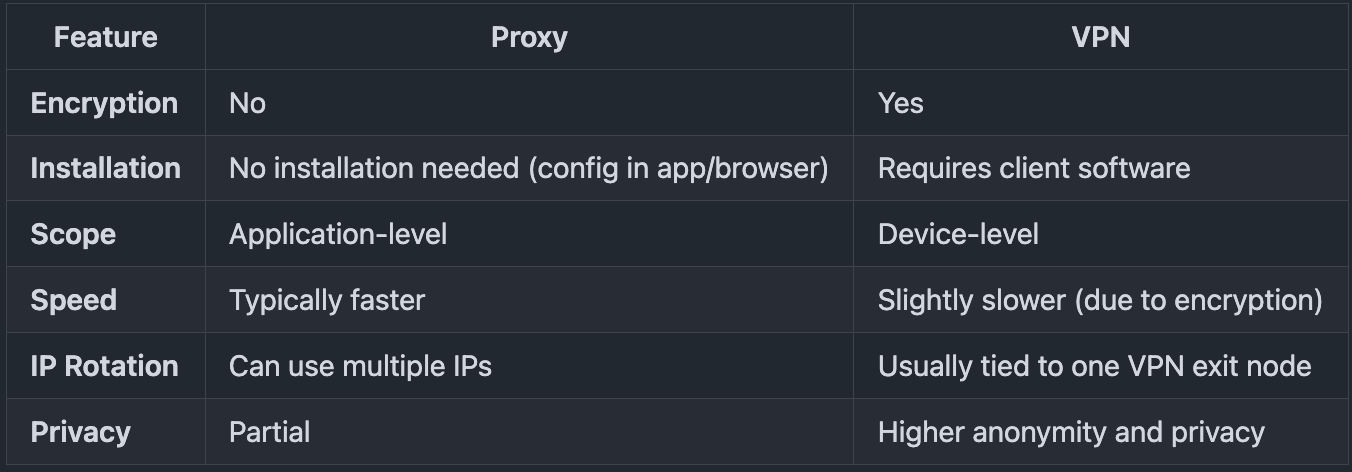 Feature Proxy VPN
Encryption No Yes
Installation No installation needed (config in app/browser) Requires client software
Scope Application-level Device-level
Speed Typically faster Slightly slower (due to encryption)
IP Rotation Can use multiple IPs Usually tied to one VPN exit node
Privacy Partial Higher anonymity and privacy